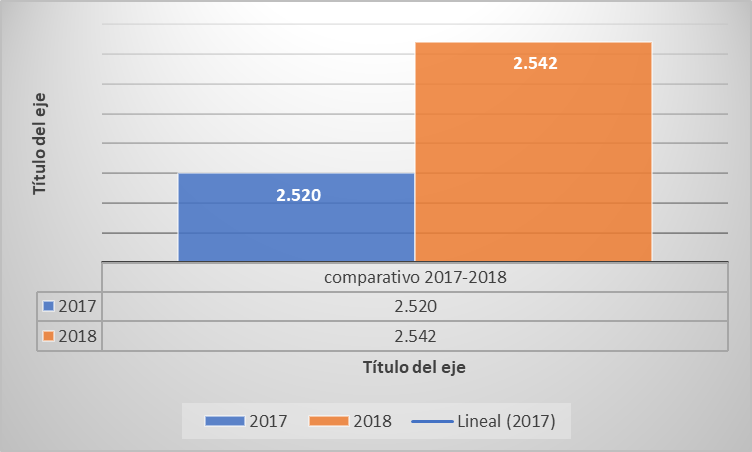 2.542
Título del eje
2.520
comparativo 2017-2018
2017 2.520
2018 2.542
Título del eje
2017 2018 Lineal (2017)